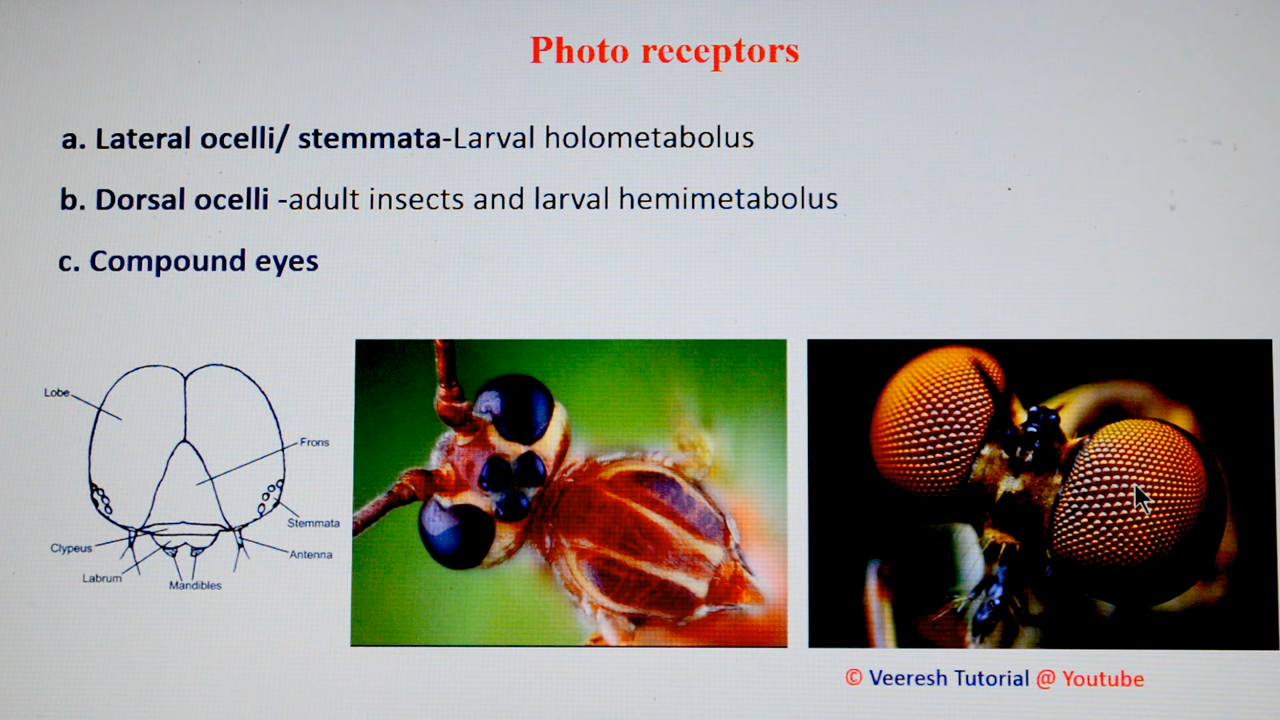 Photo receptors
a. Lateral ocelli/ stemmata-Larval holometabolus
b. Dorsal ocelli -adult insects and larval hemimetabolus
c. Compound eyes
Lobe
Frons
Stemmata
Clypeus
Antenna
Labrum
Mandibles
© Veeresh Tutorial @ Youtube